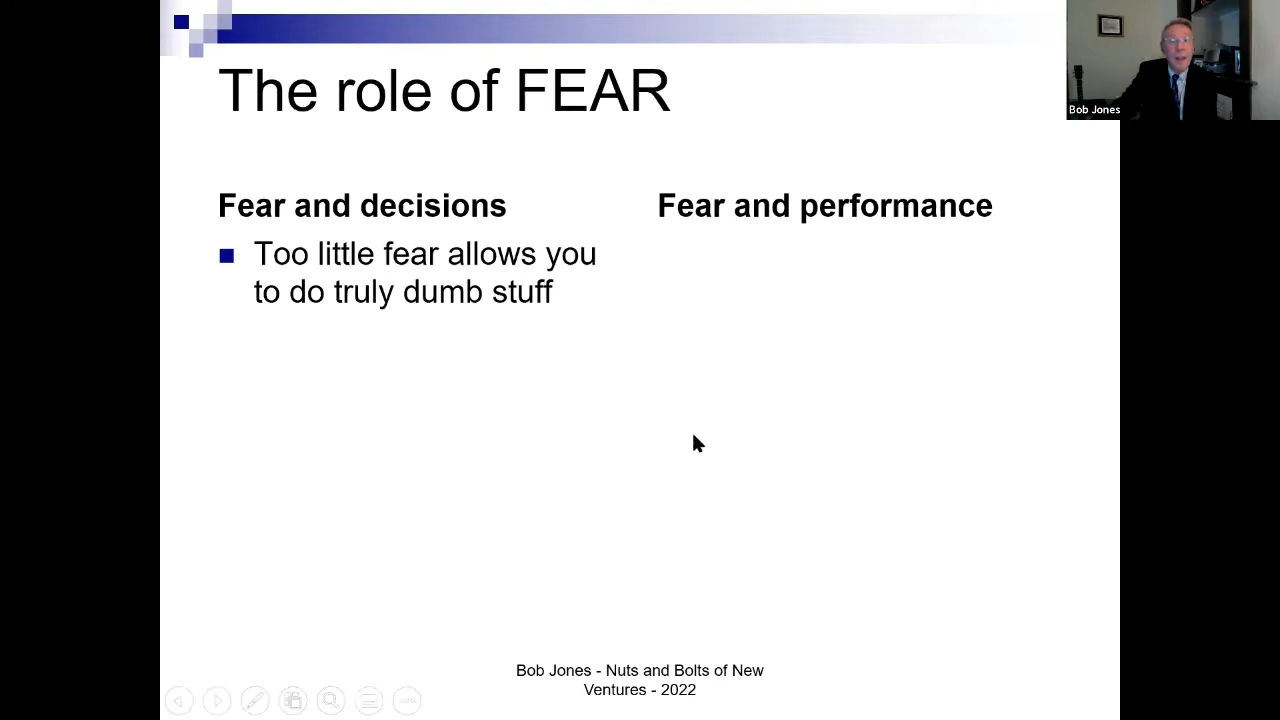 The role of FEAR
Bob Jones
Fear and decisions
Fear and performance
Too little fear allows you
to do truly dumb stuff
Bob Jones - Nuts and Bolts of New
Ventures - 2022